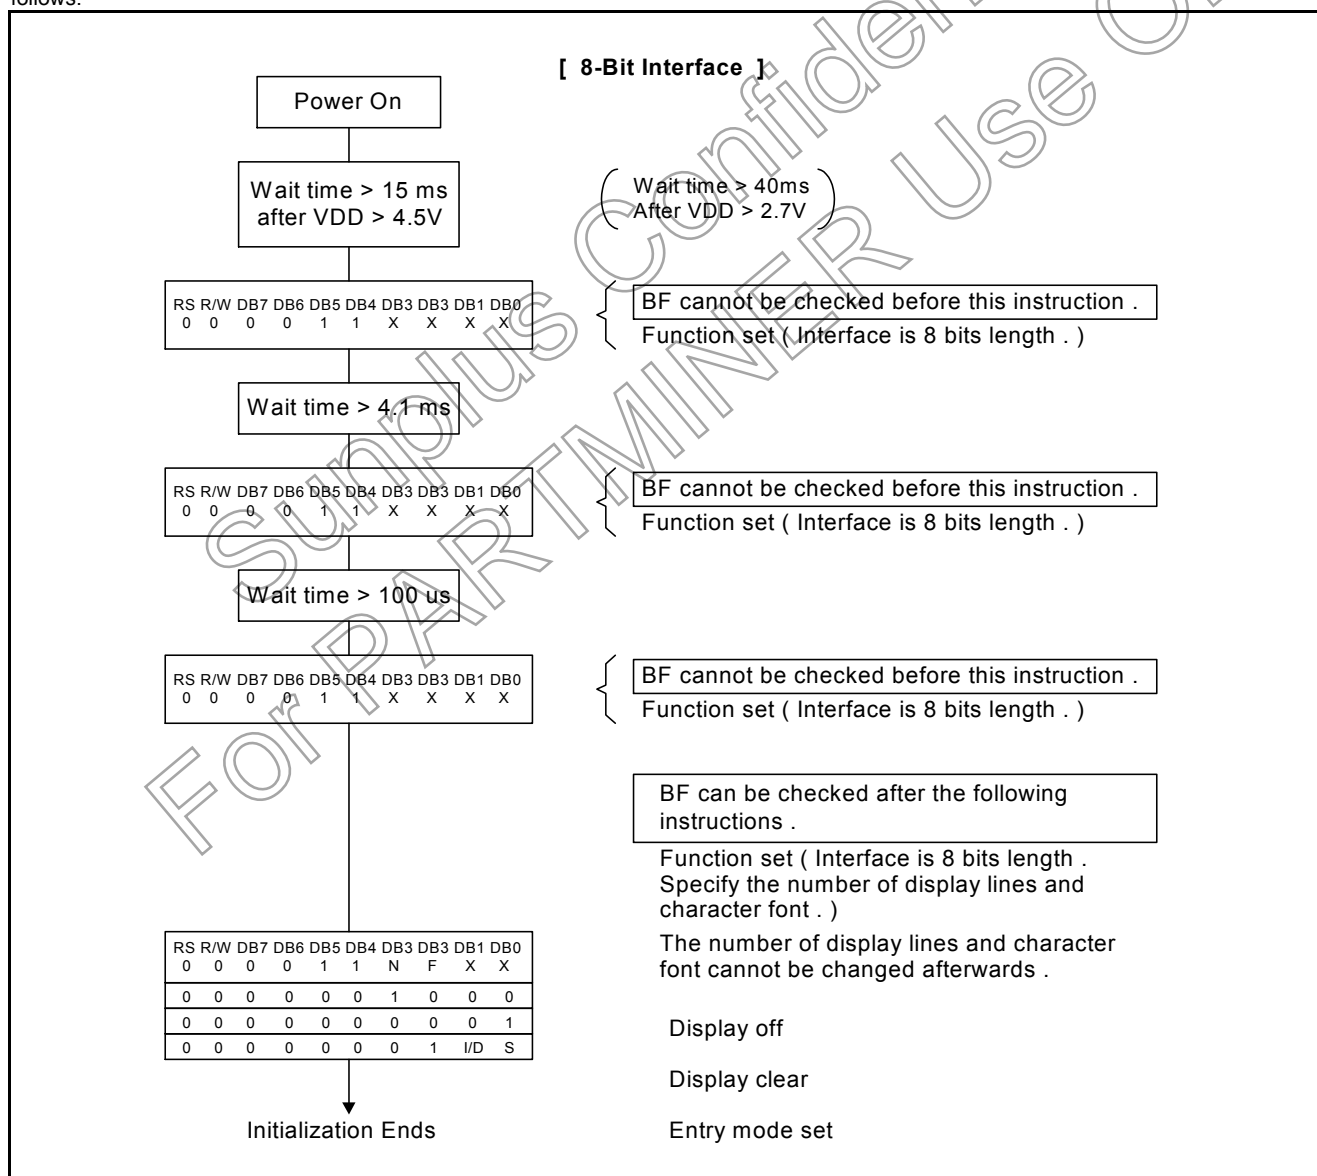 follows:
[ 8-Bit Interface ]
Power On
Wait time > 15 ms
after VDD > 4.5V
Wait time > 40ms
After VDD > 2.7V
RS R/W DB7 DB6 DB5 DB4 DB3 DB3 DB1 DB0
0 0 0 0 1 1 X X X X
BF cannot be checked before this instruction .
Function set ( Interface is 8 bits length . )
Wait time > 4.1 ms
RS R/W DB7 DB6 DB5 DB4 DB3 DB3 DB1 DB0
0 0 0 0 1 1 X X X X
BF cannot be checked before this instruction .
Function set ( Interface is 8 bits length . )
Wait time > 100 us
RS R/W DB7 DB6 DB5 DB4 DB3 DB3 DB1 DB0
0 0 0 0 1 1 X X X X
BF cannot be checked before this instruction .
Function set ( Interface is 8 bits length . )
BF can be checked after the following
instructions .
Function set ( Interface is 8 bits length .
Specify the number of display lines and
character font . )
The number of display lines and character
font cannot be changed afterwards .
RS R/W DB7 DB6 DB5 DB4 DB3 DB3 DB1 DB0
0 0 0 0 1 1 N F X X
0 0 0 0 0 0 1 0 0 0
0 0 0 0 0 0 0 0 0 1
0 0 0 0 0 0 0 1 I/D S
Display off
Display clear
Entry mode set
Initialization Ends
Sunplus
For PARTMINER Use